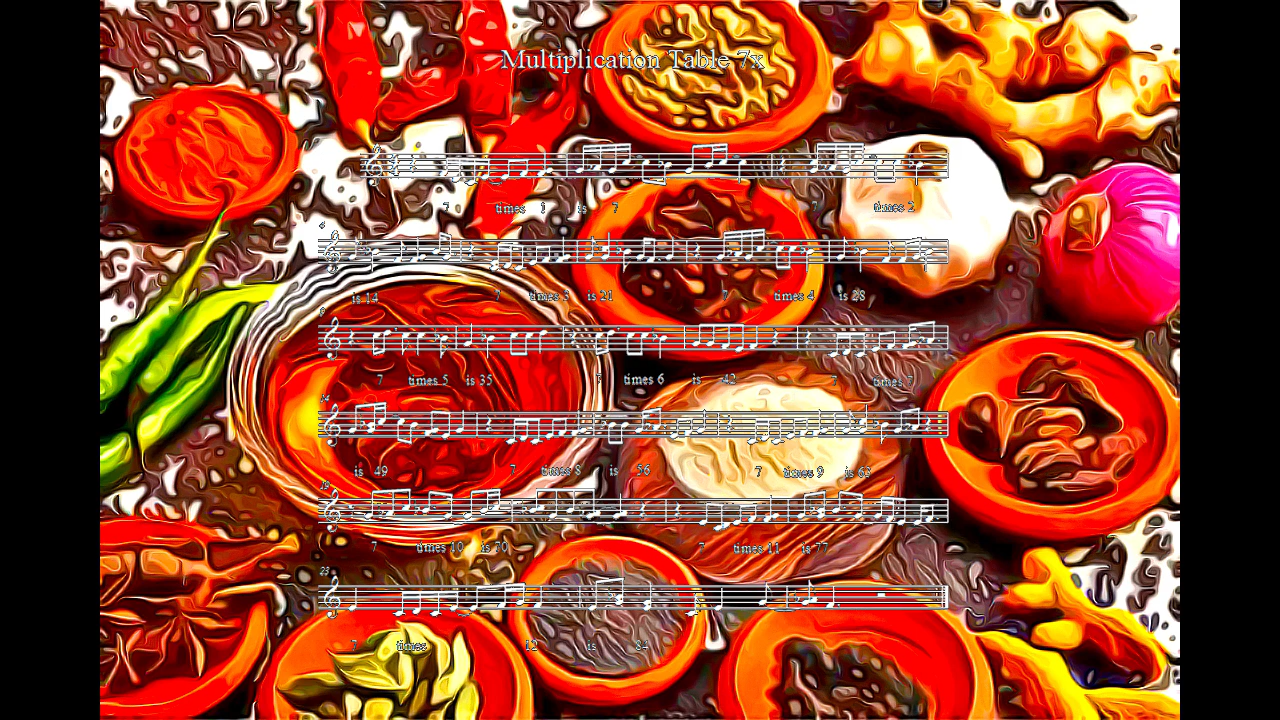 Multiplication Table 7x
7 times 1 is 7 7 times 2
is 14 7 times 3 is 21 7 times 4 is 28
7 times 5 is 35 7 times 6 is 42 7 times 7
14
is 49 7 times 8 is 56 7 times 9 is 63
19
7 times 10 is 70 7 times 11 is 77
23
7 times 12 is 84